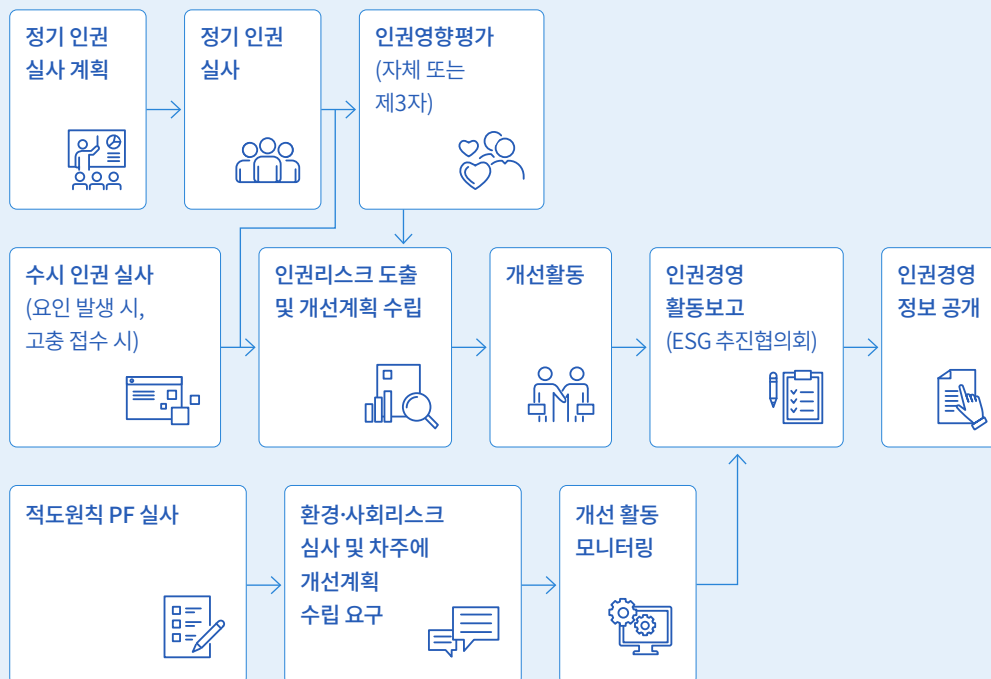 정기 인권
실사 계획
정기 인권
실사
인권영향평가
(자체 또는
제3자)
수시 인권 실사
(요인 발생 시,
고충 접수 시)
인권리스크 도출
및 개선계획 수립
개선활동
인권경영
활동보고
(ESG 추진협의회)
인권경영
정보 공개
적도원칙 PF 실사
환경·사회리스크
심사 및 차주에
개선계획
수립 요구
개선 활동
모니터링